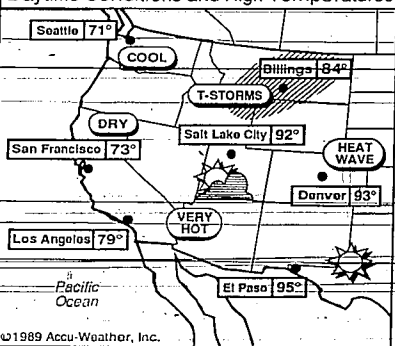 Daytime Conditions and High Temperatures
Seattle 71°
COOL
Billings 84°
T-STORMS
DRY
Salt Lake City 92°
San Francisco 73°
HEAT
WAVE
Denver 93°
VERY
HOT
Los Angeles 79°
El Paso 95°
Pacific
Ocean
©1989 Accu-Weather, Inc.